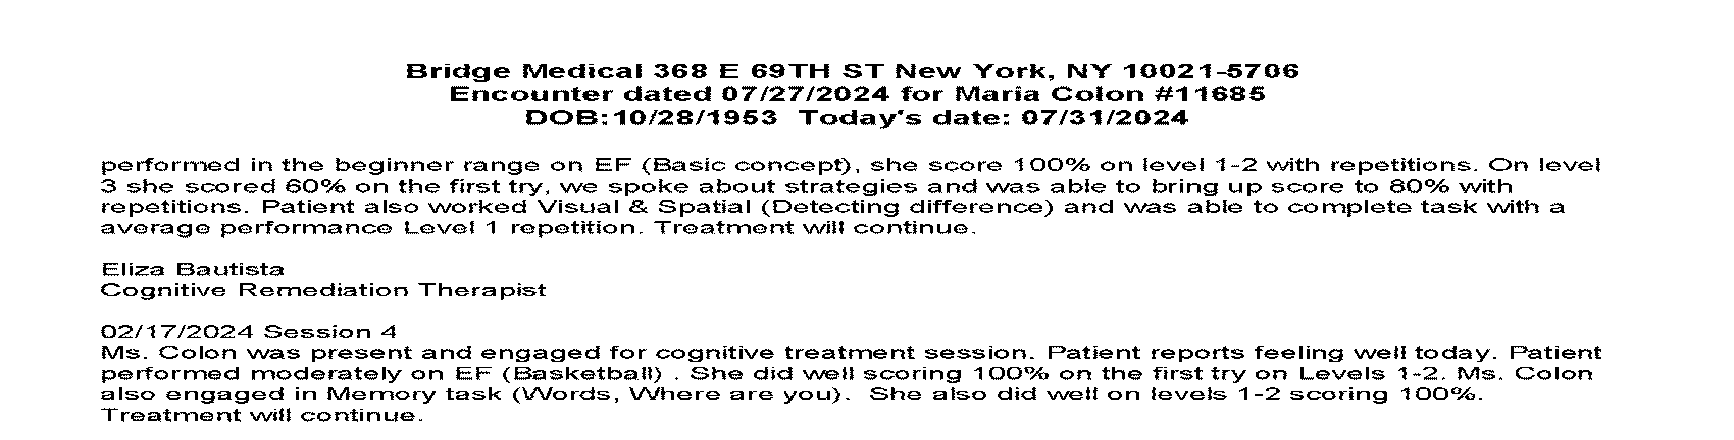 Bridge Medical 368 E 69TH ST New York, NY 10021-5706
Encounter dated 07/27/2024 for Maria Colon #11685
DOB:10/28/1953 Today's date: 07/31/2024
performed in the beginner range on EF (Basic concept), she score 100% on level 1-2 with repetitions. On level
3 she scored 60% on the first try, we spoke about strategies and was able to bring up score to 80% with
repetitions. Patient also worked Visual & Spatial (Detecting difference) and was able to complete task with a
average performance Level 1 repetition. Treatment will continue.
Eliza Bautista
Cognitive Remediation Therapist
02/17/2024 Session 4
Ms. Colon was present and engaged for cognitive treatment session. Patient reports feeling well today. Patient
performed moderately on EF (Basketball) . She did well scoring 100% on the first try on Levels 1-2. Ms. Colon
also engaged in Memory task (Words, Where are you). She also did well on levels 1-2 scoring 100%.
Treatment will continue.